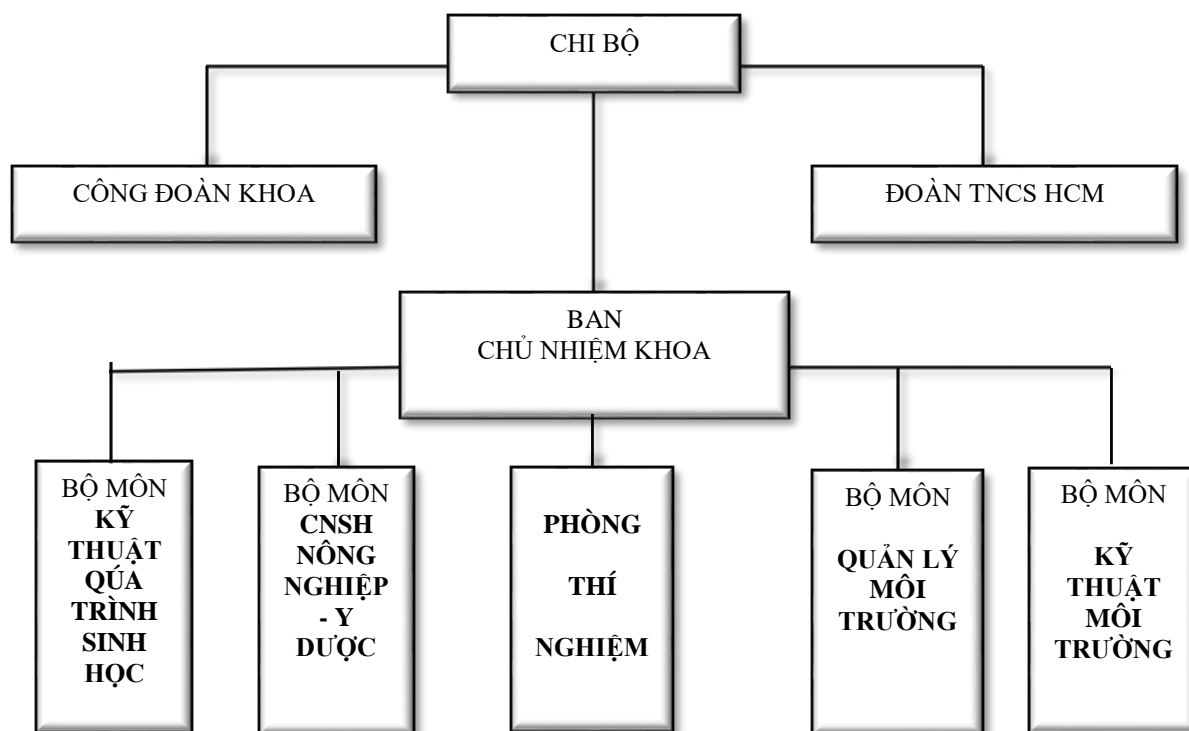 CHI BỘ
CÔNG ĐOÀN KHOA
ĐOÀN TNCS HCM
BAN
CHỦ NHIỆM KHOA
BỘ MÔN
KỸ
THUẬT
QÚA
TRÌNH
SINH
HỌC
BỘ MÔN
CNSH
NÔNG
NGHIỆP
- Y
DƯỢC
PHÒNG
THÍ
NGHIỆM
BỘ MÔN
QUẢN LÝ
MÔI
TRƯỜNG
BỘ MÔN
KỸ
THUẬT
MÔI
TRƯỜNG